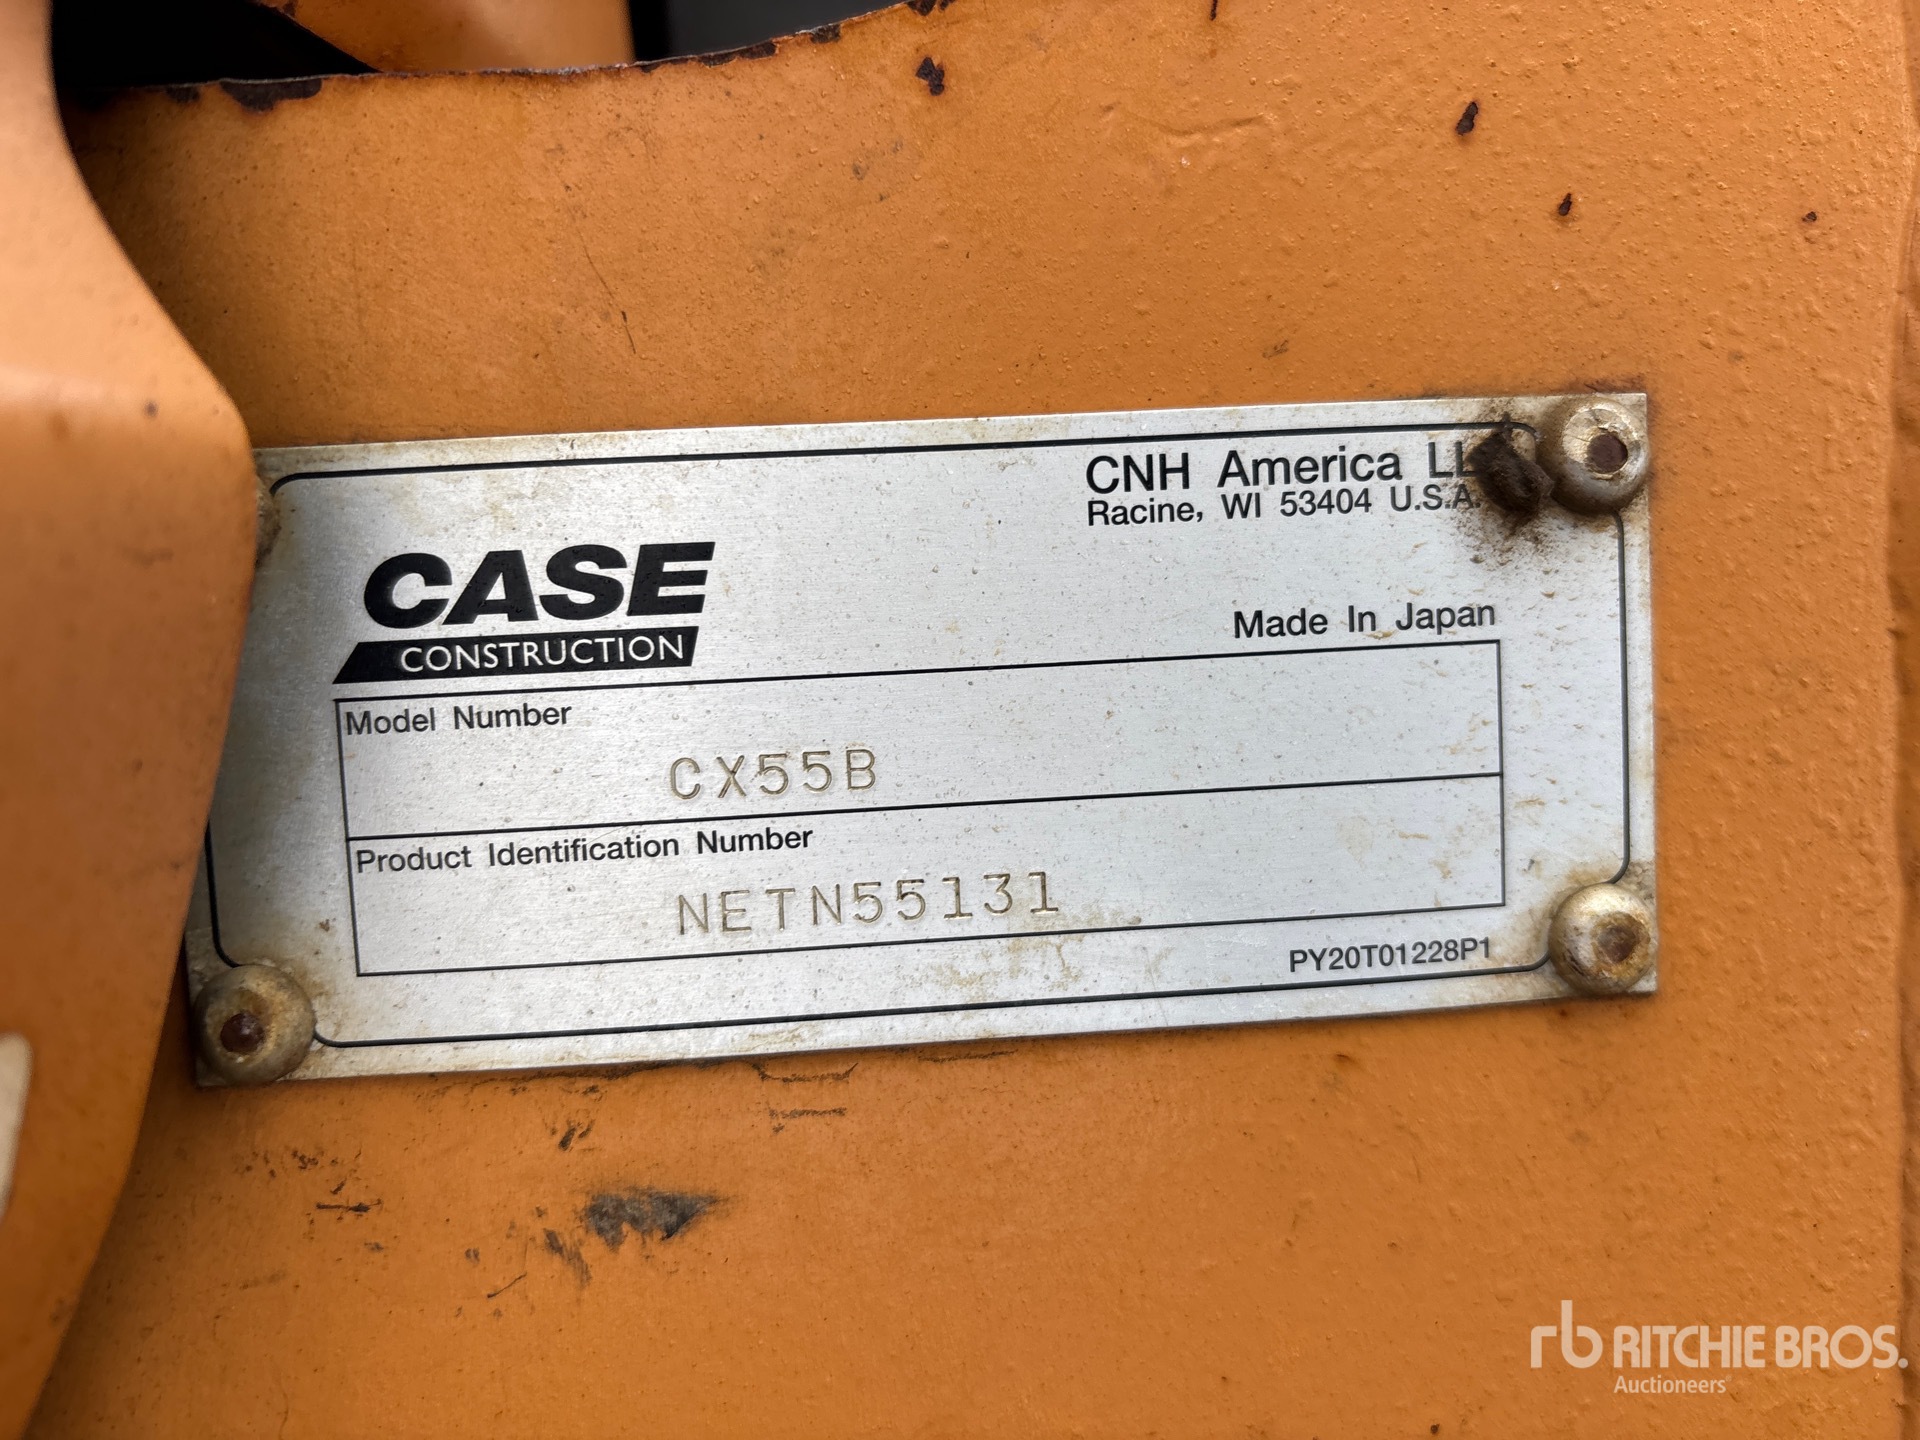 CNH America LL
Racine, WI 53404 U.S.A.
CASE
CONSTRUCTION
Made In Japan
Model Number
CX55B
Product Identification Number
NETN55131
PY20T01228P1
rb RITCHIE BROS.
Auctioneers